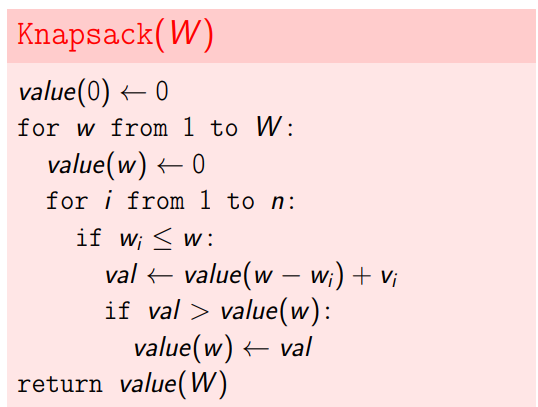 Knapsack(W)
value(0) ← 0
for w from 1 to W:
value(w) ← 0
for i from 1 to n:
if wᵢ ≤ w:
val ← value(w − wᵢ) + vᵢ
if val > value(w):
value(w) ← val
return value(W)